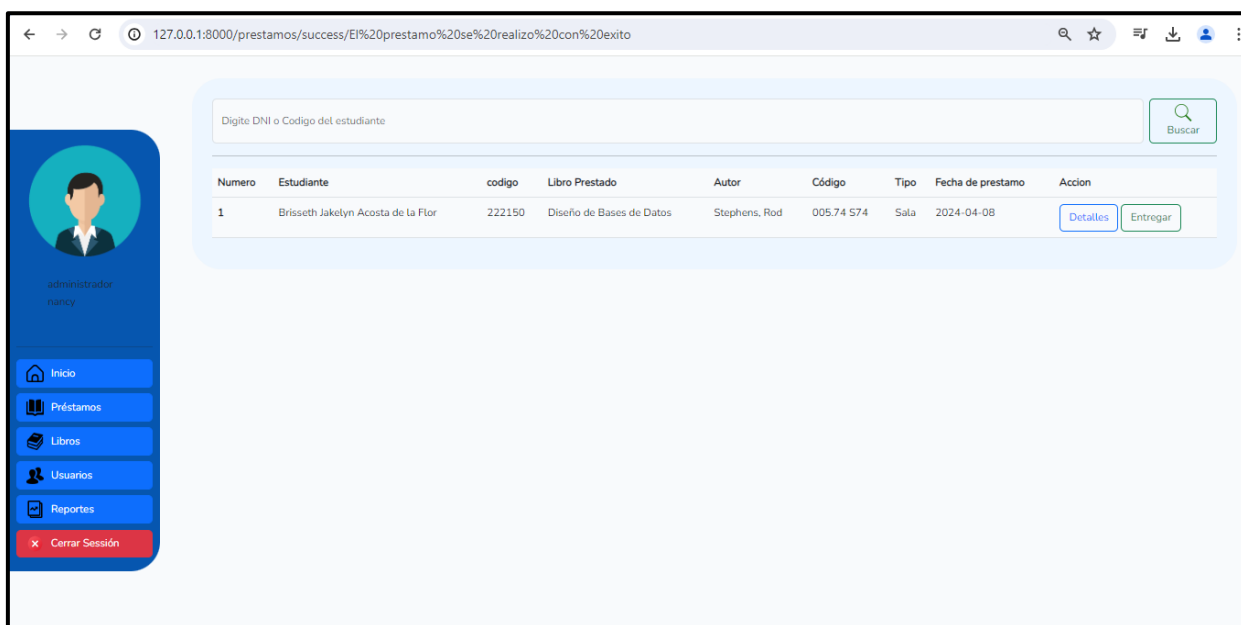 127.0.0.1:8000/prestamos/success/El%20prestamo%20se%20realizo%20con%20exito
Digite DNI o Codigo del estudiante
Buscar
Numero Estudiante codigo Libro Prestado Autor Código Tipo Fecha de prestamo Accion
1 Brisseth Jakelyn Acosta de la Flor 222150 Diseño de Bases de Datos Stephens, Rod 005.74 S74 Sala 2024-04-08 Detalles Entregar
administrador
nancy
Inicio
Préstamos
Libros
Usuarios
Reportes
Cerrar Sessión